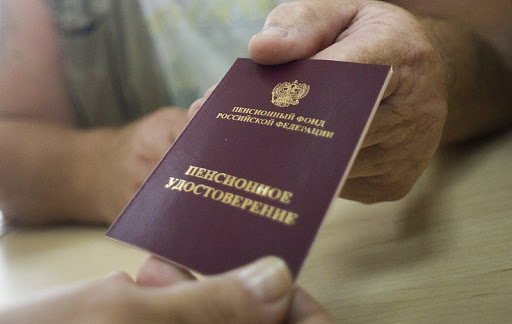 ПЕНСИОННЫЙ ФОНД
РОССИЙСКОЙ ФЕДЕРАЦИИ
ПЕНСИОННОЕ
УДОСТОВЕРЕНИЕ